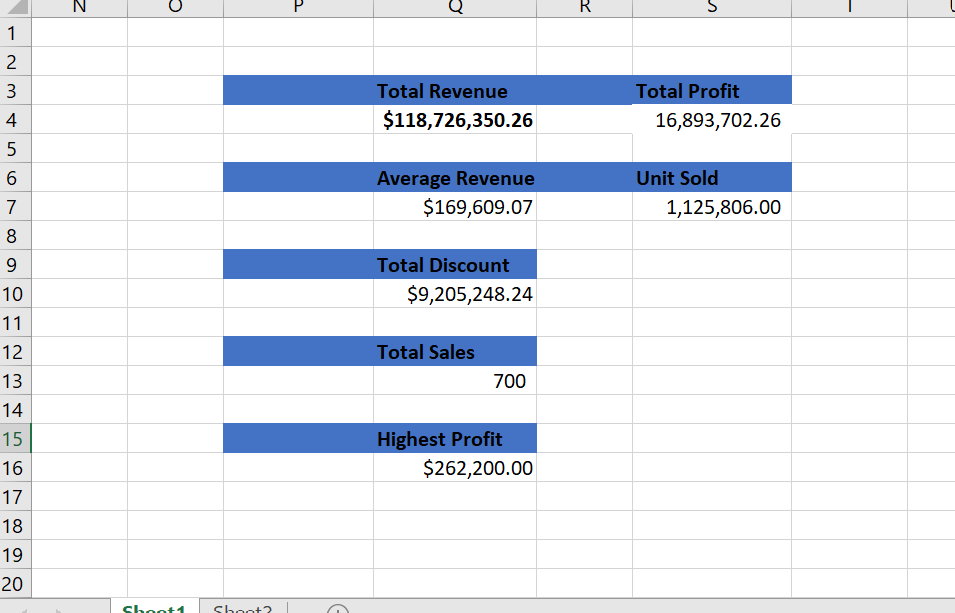 N O P Q R S T U
1
2
3 Total Revenue Total Profit
4 $118,726,350.26 16,893,702.26
5
6 Average Revenue Unit Sold
7 $169,609.07 1,125,806.00
8
9 Total Discount
10 $9,205,248.24
11
12 Total Sales
13 700
14
15 Highest Profit
16 $262,200.00
17
18
19
20
Sheet1 Sheet2